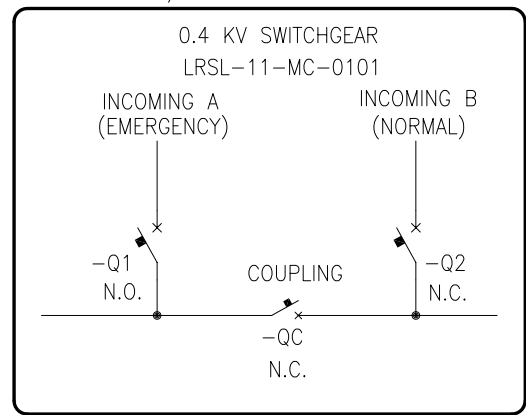 0.4 KV SWITCHGEAR
LRSL-11-MC-0101
INCOMING A
(EMERGENCY)
INCOMING B
(NORMAL)
-Q1
N.O.
COUPLING
-QC
N.C.
-Q2
N.C.